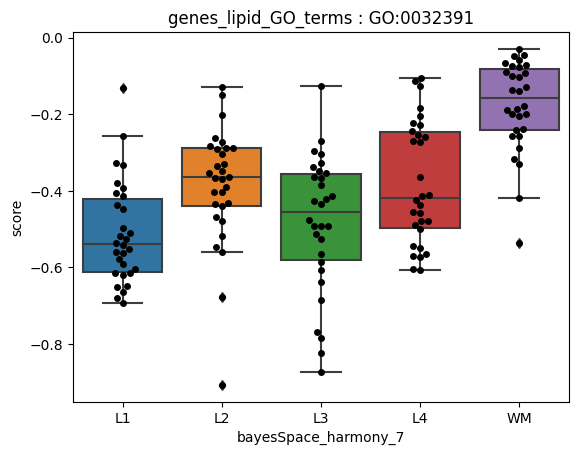 genes_lipid_GO_terms : GO:0032391
0.0
−0.2
−0.4
−0.6
−0.8
score
L1 L2 L3 L4 WM
bayesSpace_harmony_7